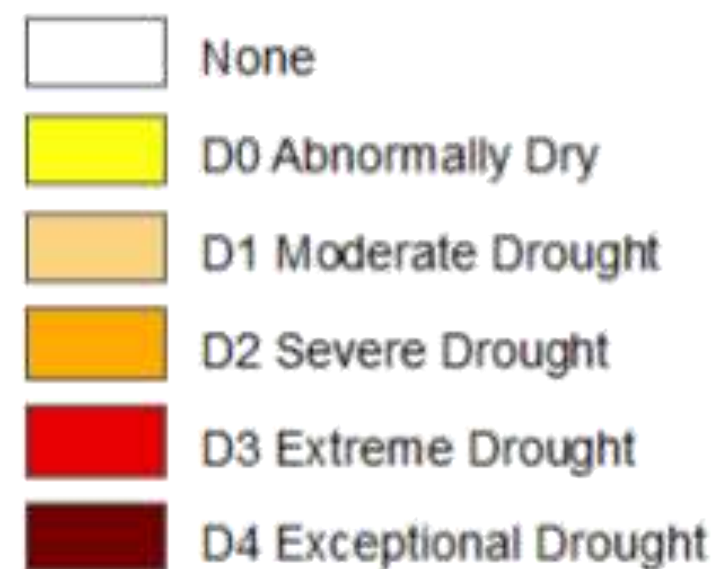 None
D0 Abnormally Dry
D1 Moderate Drought
D2 Severe Drought
D3 Extreme Drought
D4 Exceptional Drought